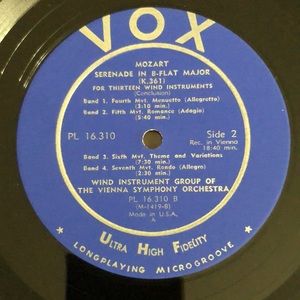 VOX
MOZART
SERENADE IN B-FLAT MAJOR
(K.361)
FOR THIRTEEN WIND INSTRUMENTS
(Conclusion)
Band 1. Fourth Mvt. Menuetto (Allegretto)
(5:10 min.)
Band 2. Fifth Mvt. Romance (Adagio)
(5:40 min.)
PL 16.310
Side 2
Rec. in Vienna
18:40 min.
Band 3. Sixth Mvt. Theme and Variations
(7:30 min.)
Band 4. Seventh Mvt. Rondo (Allegro)
(2:30 min.)
WIND INSTRUMENT GROUP OF
THE VIENNA SYMPHONY ORCHESTRA
PL 16.310 B
(M-1419-B)
Made in U.S.A.
A
ULTRA HIGH FIDELITY
LONGPLAYING MICROGROOVE